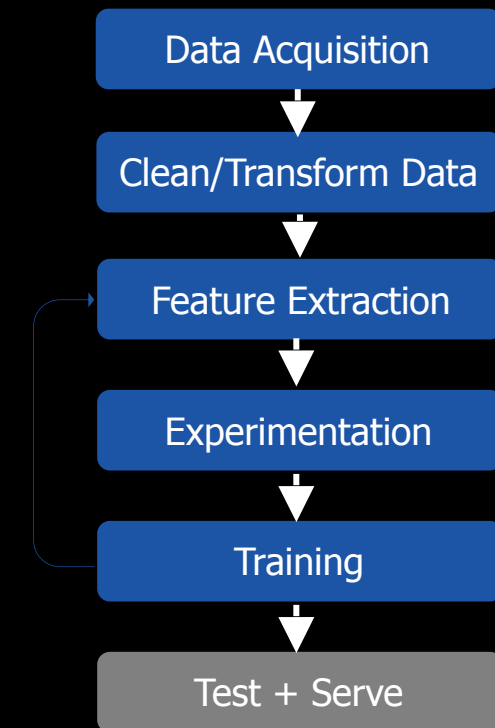 Data Acquisition
Clean/Transform Data
Feature Extraction
Experimentation
Training
Test + Serve